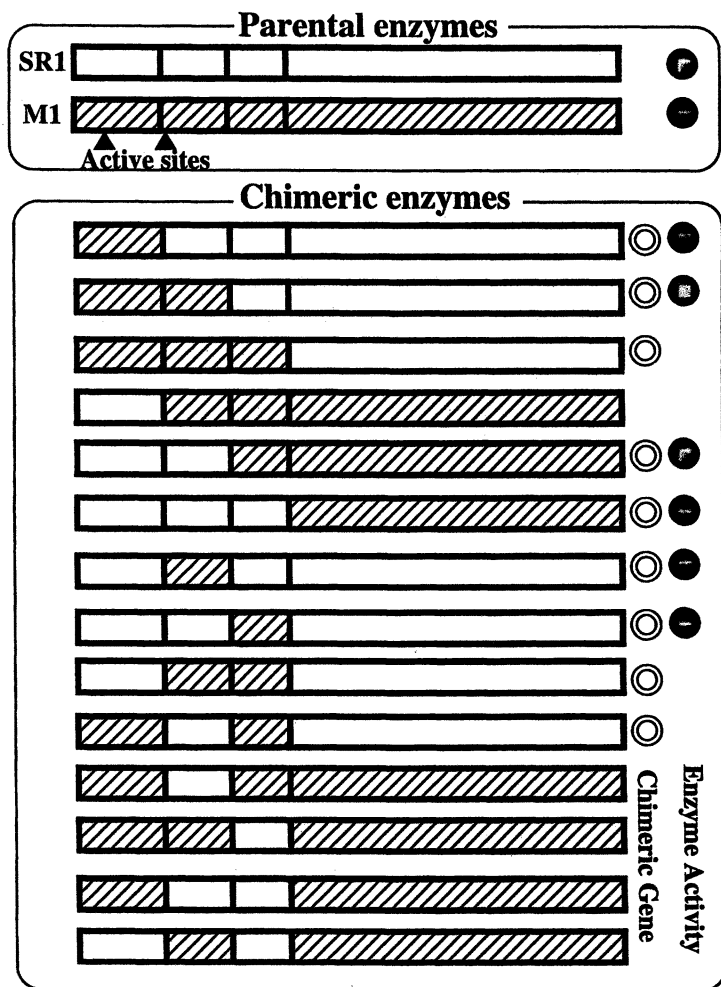 Parental enzymes
SR1
M1
Active sites
Chimeric enzymes
Chimeric Gene
Enzyme Activity